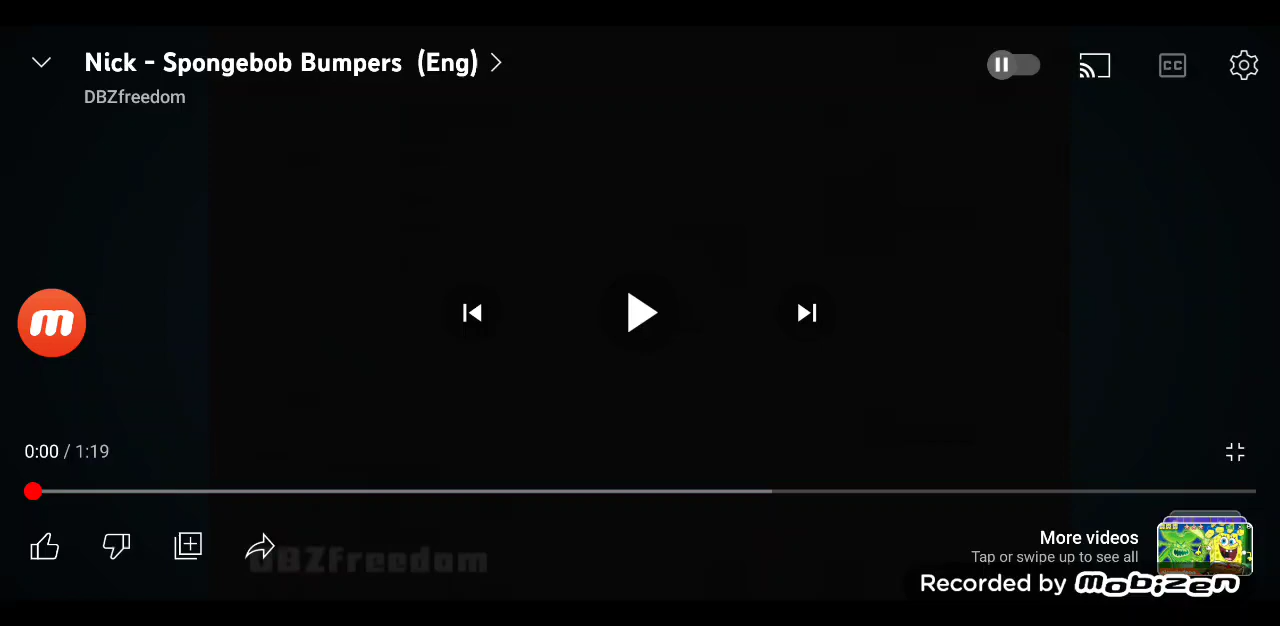 Nick - Spongebob Bumpers (Eng)
DBZfreedom
CC
m
0:00 / 1:19
More videos
Tap or swipe up to see all
DBZfreedom
Recorded by mobizen